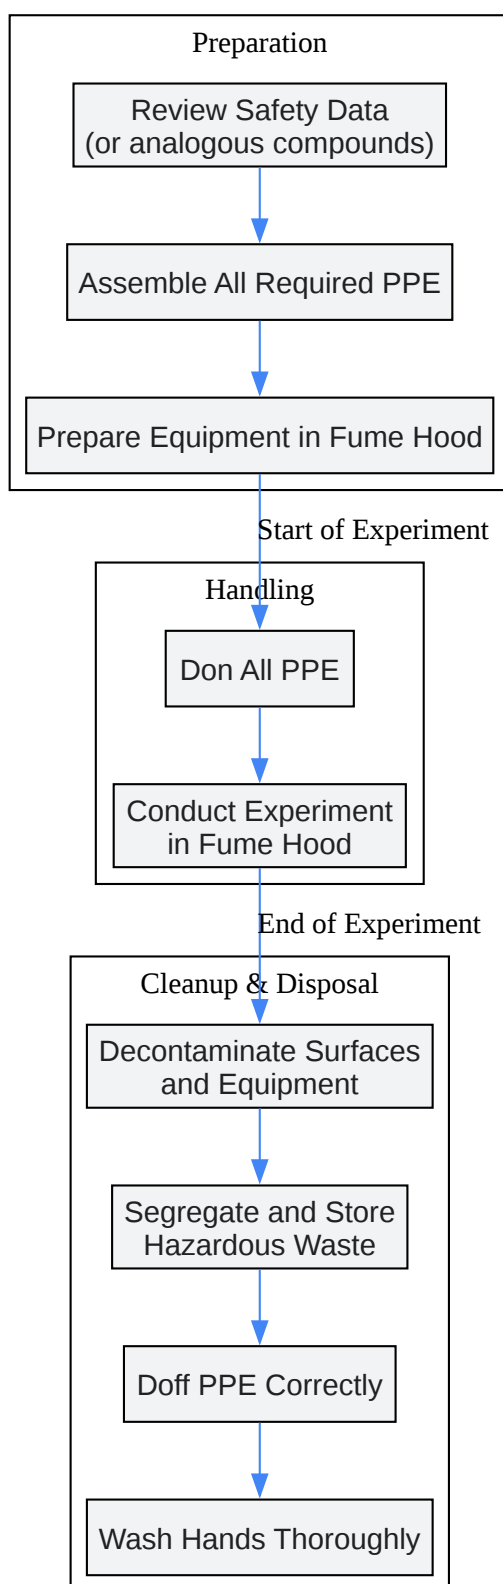 Preparation
Review Safety Data
(or analogous compounds)
Assemble All Required PPE
Prepare Equipment in Fume Hood
Start of Experiment
Handling
Don All PPE
Conduct Experiment
in Fume Hood
End of Experiment
Cleanup & Disposal
Decontaminate Surfaces
and Equipment
Segregate and Store
Hazardous Waste
Doff PPE Correctly
Wash Hands Thoroughly